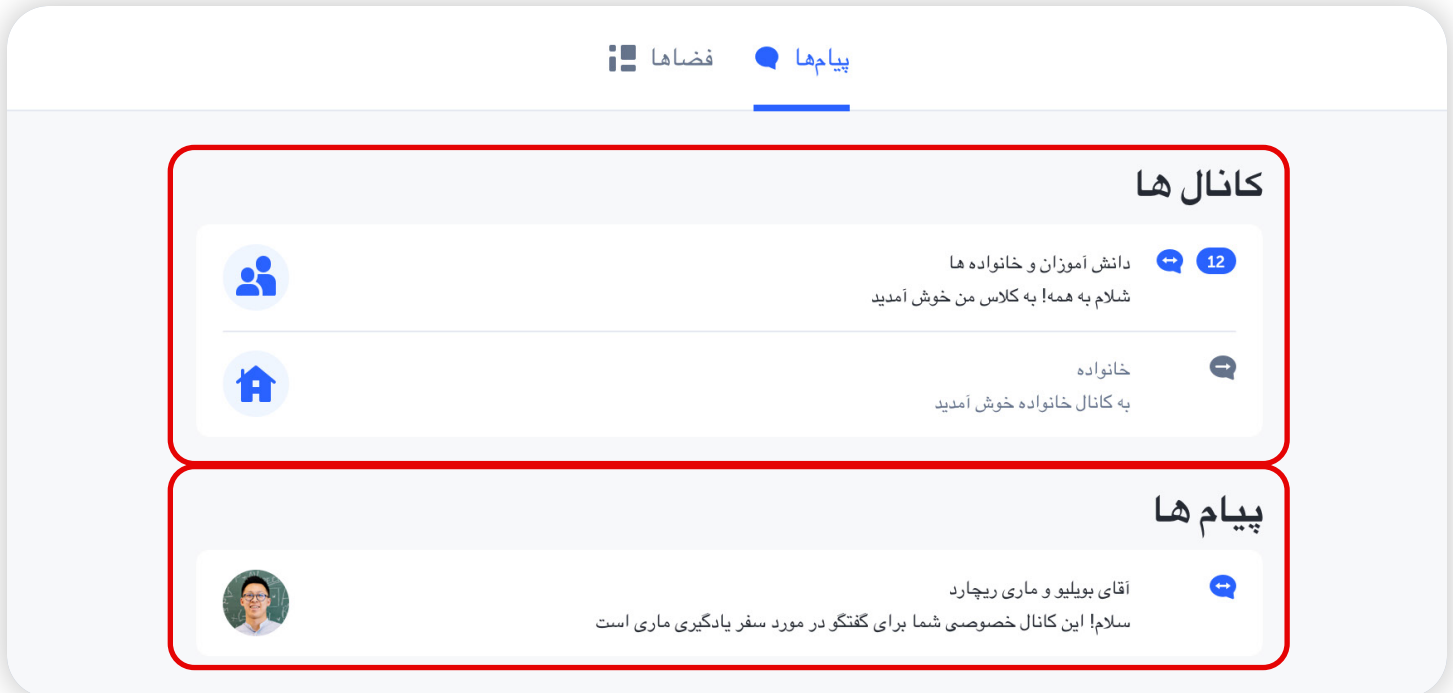 پیام‌ها
فضاها
کانال ها
12
دانش آموزان و خانواده ها
شلام به همه! به کلاس من خوش آمدید
خانواده
به کانال خانواده خوش آمدید
پیام ها
آقای بویلیو و ماری ریچارد
سلام! این کانال خصوصی شما برای گفتگو در مورد سفر یادگیری ماری است